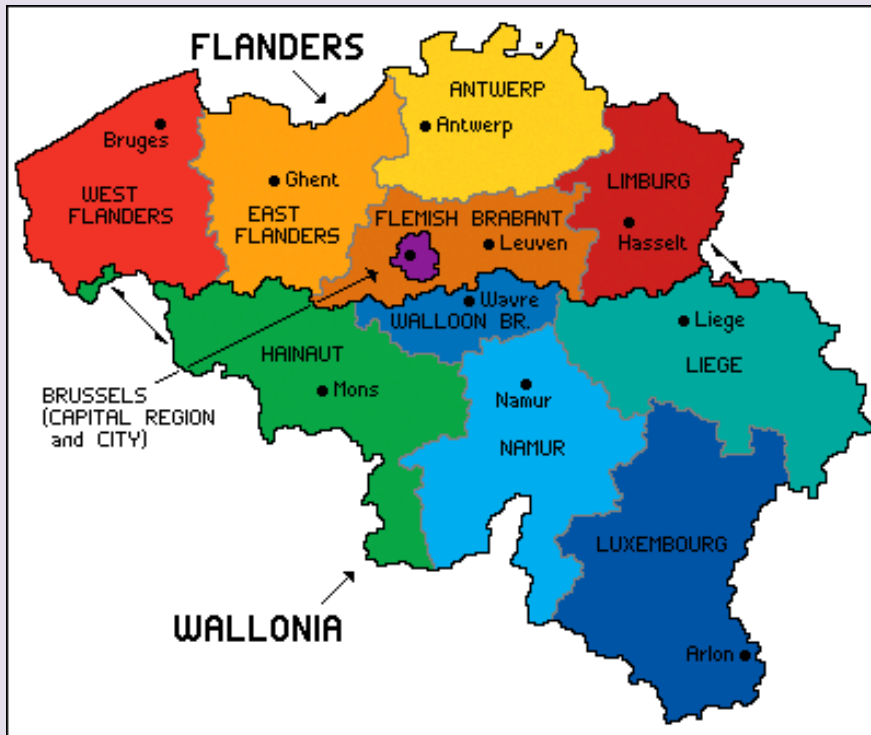 FLANDERS
ANTWERP
Antwerp
Bruges
WEST
FLANDERS
Ghent
EAST
FLANDERS
LIMBURG
Hasselt
FLEMISH BRABANT
Leuven
Wavre
WALLOON BR.
Liege
LIEGE
HAINAUT
Mons
BRUSSELS
(CAPITAL REGION
and CITY)
Namur
NAMUR
LUXEMBOURG
WALLONIA
Arlon